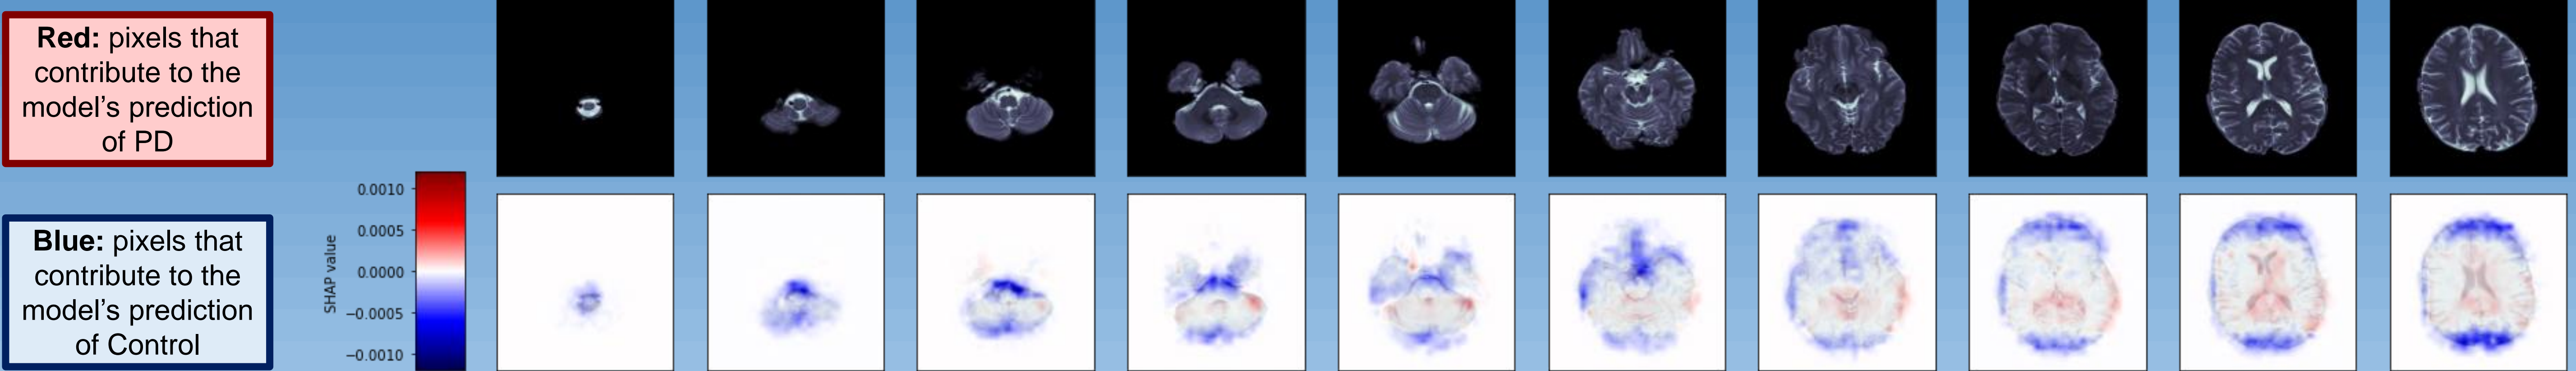 Red: pixels that
contribute to the
model's prediction
of PD
Blue: pixels that
contribute to the
model's prediction
of Control
SHAP value
0.0010
0.0005
0.0000
−0.0005
−0.0010